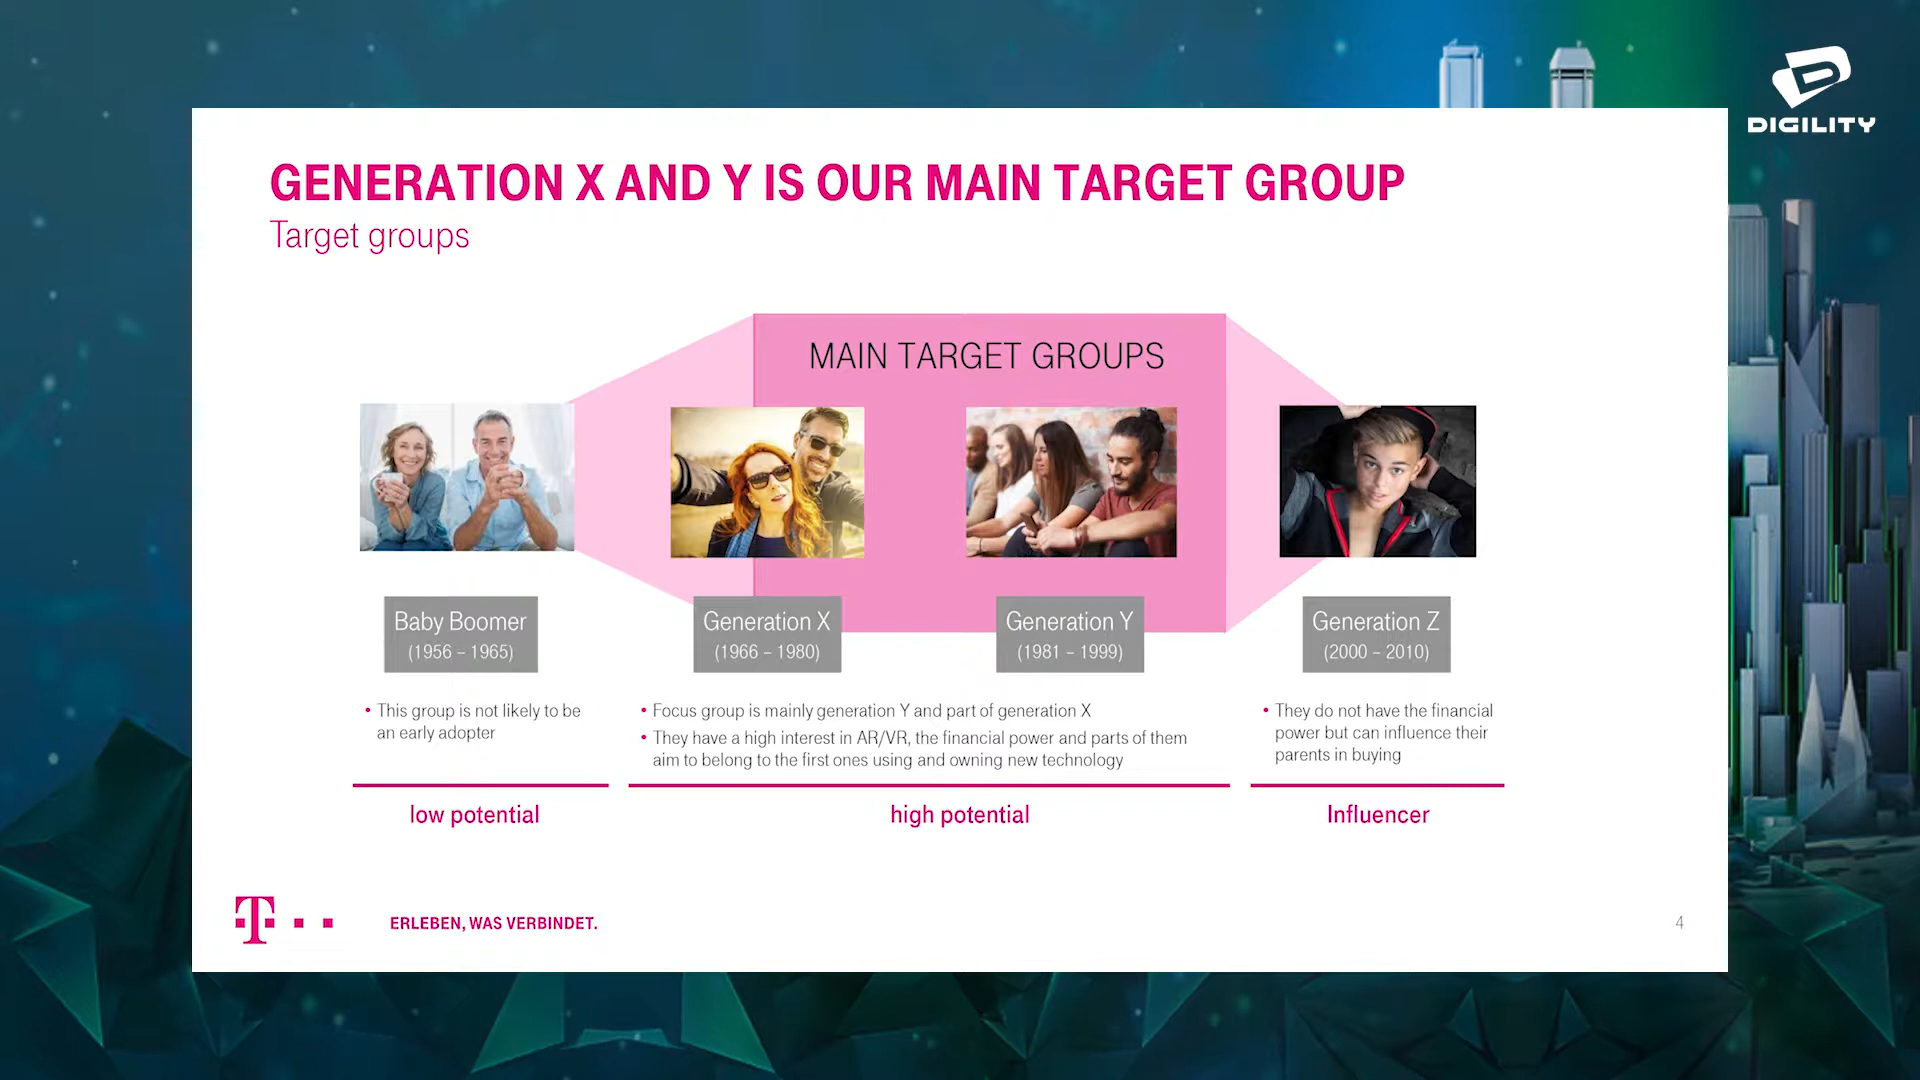 DIGILITY
GENERATION X AND Y IS OUR MAIN TARGET GROUP
Target groups
MAIN TARGET GROUPS
Baby Boomer
(1956 – 1965)
Generation X
(1966 – 1980)
Generation Y
(1981 – 1999)
Generation Z
(2000 – 2010)
• This group is not likely to be
an early adopter
• Focus group is mainly generation Y and part of generation X
• They have a high interest in AR/VR, the financial power and parts of them
aim to belong to the first ones using and owning new technology
• They do not have the financial
power but can influence their
parents in buying
low potential
high potential
Influencer
T
ERLEBEN, WAS VERBINDET.
4